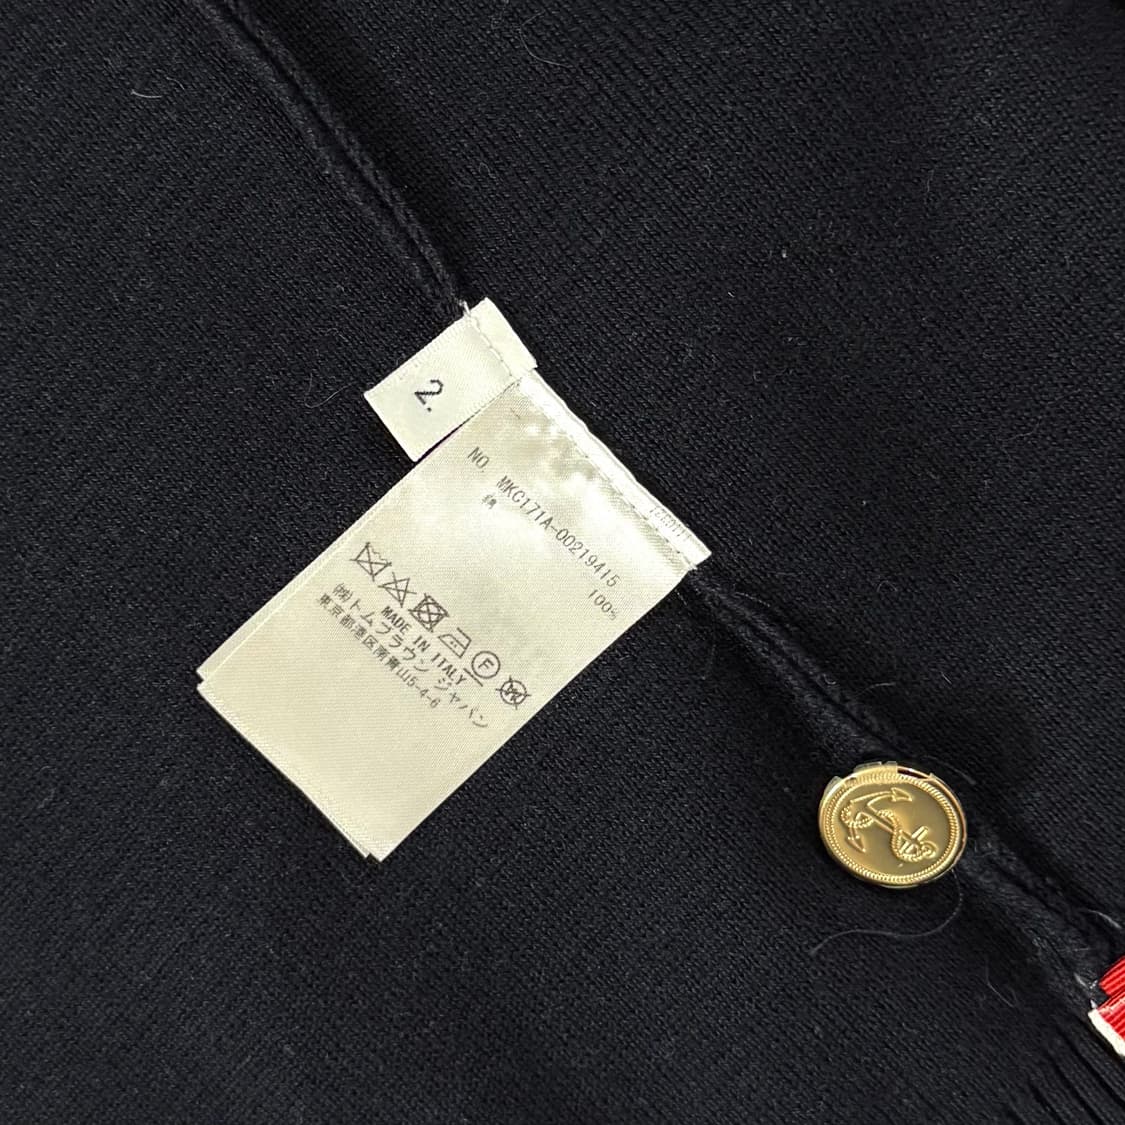 2.
NO. MKC171A-00219415
綿 100%
MADE IN ITALY
(株)トムブラウン ジャパン
東京都港区南青山5-4-6
F